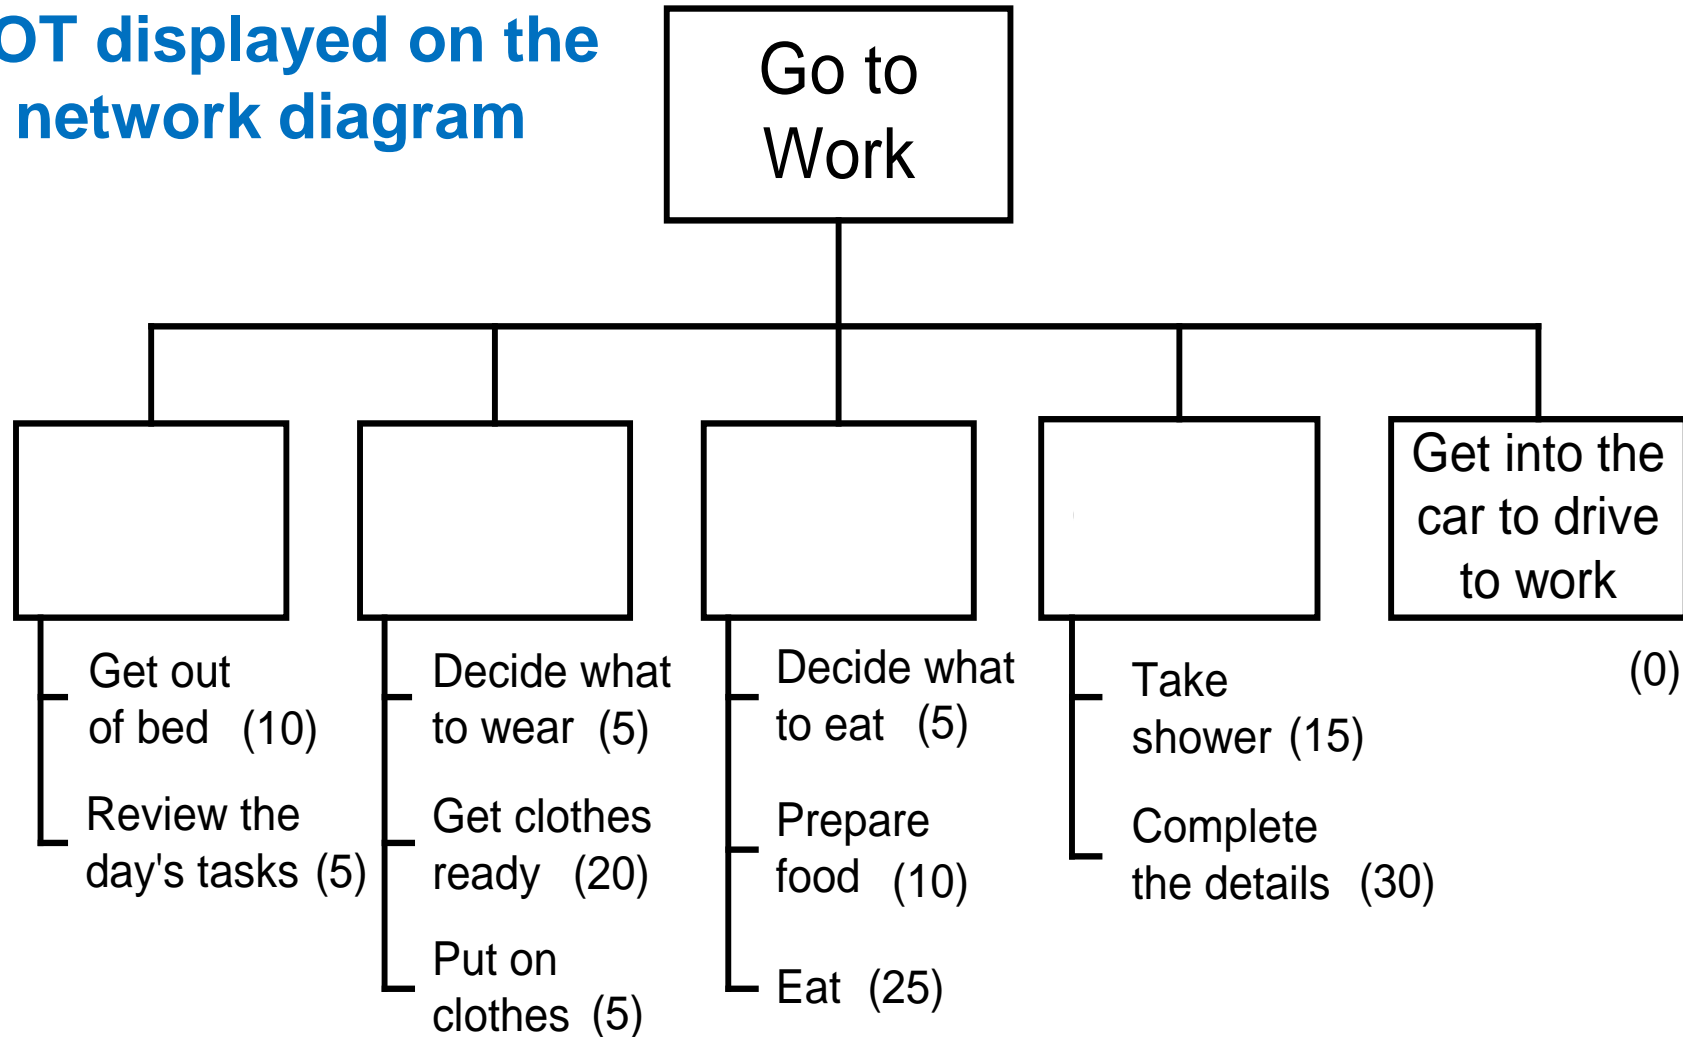 OT displayed on the
network diagram
Go to
Work
Get into the
car to drive
to work
(0)
Get out
of bed (10)
Review the
day's tasks (5)
Decide what
to wear (5)
Get clothes
ready (20)
Put on
clothes (5)
Decide what
to eat (5)
Prepare
food (10)
Eat (25)
Take
shower (15)
Complete
the details (30)